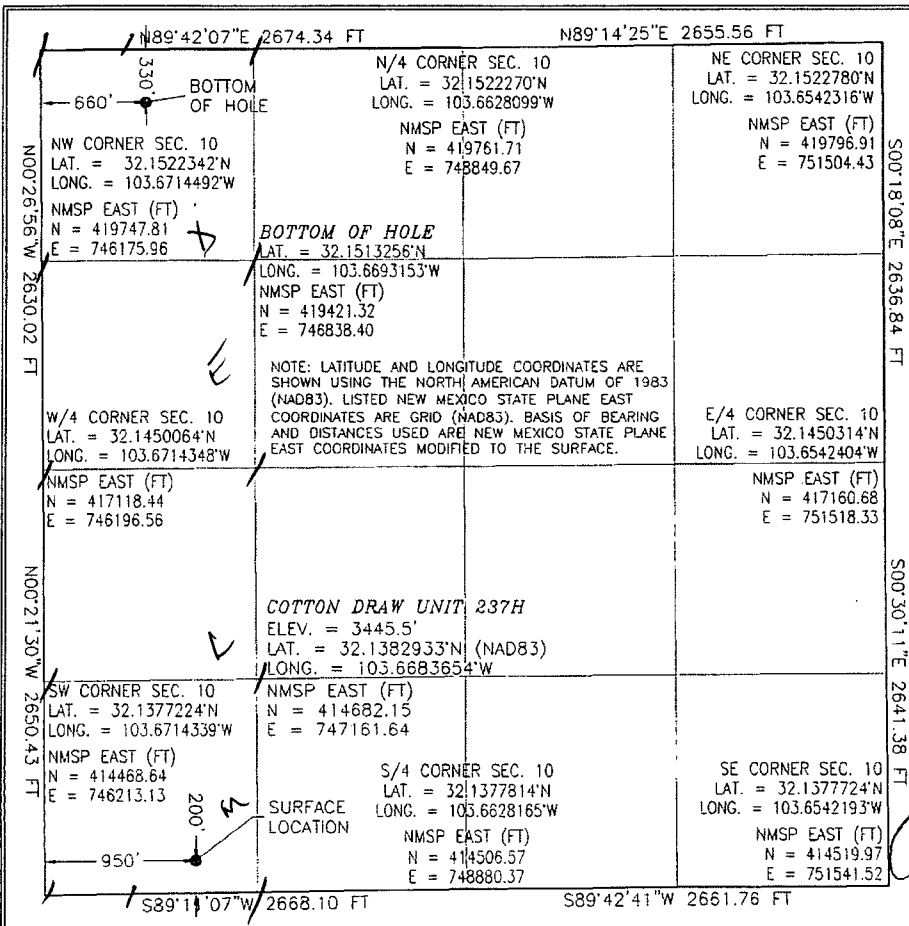 N89°42'07"E 2674.34 FT
N89°14'25"E 2655.56 FT
330'
660'
BOTTOM
OF HOLE
NW CORNER SEC. 10
LAT. = 32.1522342'N
LONG. = 103.6714492'W
NMSP EAST (FT)
N = 419747.81
E = 746175.96
N/4 CORNER SEC. 10
LAT. = 32.1522270'N
LONG. = 103.6628099'W
NMSP EAST (FT)
N = 419761.71
E = 748849.67
NE CORNER SEC. 10
LAT. = 32.1522780'N
LONG. = 103.6542316'W
NMSP EAST (FT)
N = 419796.91
E = 751504.43
N00°26'56"W 2630.02 FT
S00°18'08"E 2636.84 FT
D
BOTTOM OF HOLE
LAT. = 32.1513256'N
LONG. = 103.6693153'W
NMSP EAST (FT)
N = 419421.32
E = 746838.40
E
NOTE: LATITUDE AND LONGITUDE COORDINATES ARE
SHOWN USING THE NORTH AMERICAN DATUM OF 1983
(NAD83). LISTED NEW MEXICO STATE PLANE EAST
COORDINATES ARE GRID (NAD83). BASIS OF BEARING
AND DISTANCES USED ARE NEW MEXICO STATE PLANE
EAST COORDINATES MODIFIED TO THE SURFACE.
W/4 CORNER SEC. 10
LAT. = 32.1450064'N
LONG. = 103.6714348'W
NMSP EAST (FT)
N = 417118.44
E = 746196.56
E/4 CORNER SEC. 10
LAT. = 32.1450314'N
LONG. = 103.6542404'W
NMSP EAST (FT)
N = 417160.68
E = 751518.33
N00°21'30"W 2650.43 FT
S00°30'11"E 2641.38 FT
L
COTTON DRAW UNIT 237H
ELEV. = 3445.5'
LAT. = 32.1382933'N (NAD83)
LONG. = 103.6683654'W
NMSP EAST (FT)
N = 414682.15
E = 747161.64
SW CORNER SEC. 10
LAT. = 32.1377224'N
LONG. = 103.6714339'W
NMSP EAST (FT)
N = 414468.64
E = 746213.13
S/4 CORNER SEC. 10
LAT. = 32.1377814'N
LONG. = 103.6628165'W
NMSP EAST (FT)
N = 414506.57
E = 748880.37
SE CORNER SEC. 10
LAT. = 32.1377724'N
LONG. = 103.6542193'W
NMSP EAST (FT)
N = 414519.97
E = 751541.52
200'
950'
SURFACE
LOCATION
S89°42'41"W 2661.76 FT